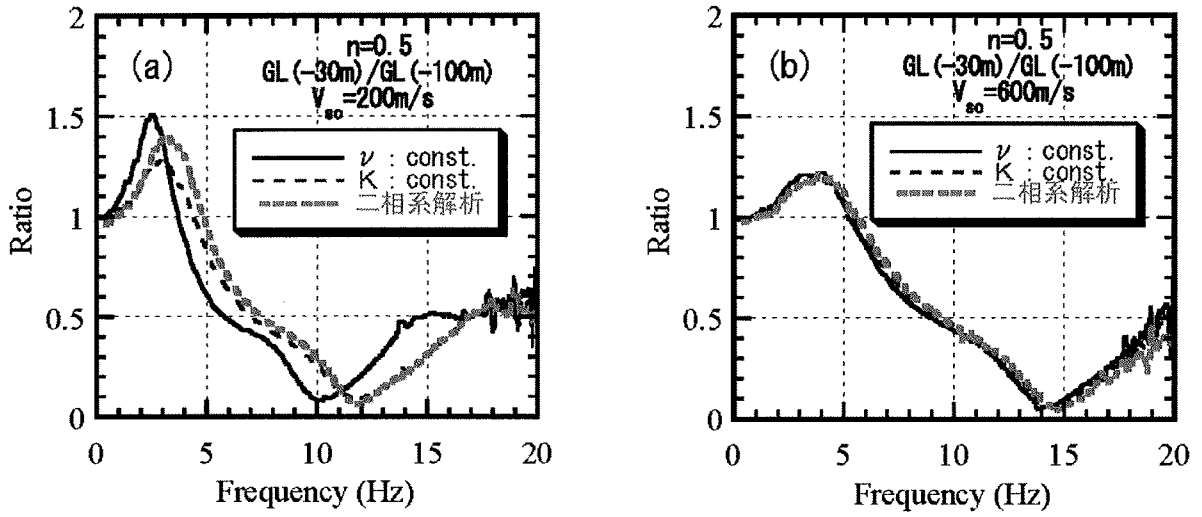 2
1.5
1
0.5
0
Ratio
(a)
n=0.5
GL(-30m)/GL(-100m)
Vso=200m/s
ν : const.
K : const.
二相系解析
0 5 10 15 20
Frequency (Hz)
2
1.5
1
0.5
0
Ratio
(b)
n=0.5
GL(-30m)/GL(-100m)
Vso=600m/s
ν : const.
K : const.
二相系解析
0 5 10 15 20
Frequency (Hz)